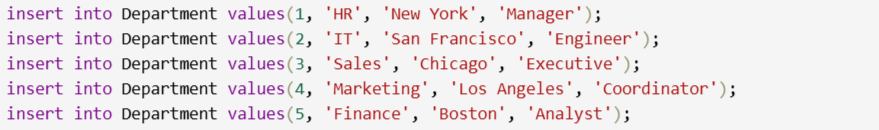 insert into Department values(1, 'HR', 'New York', 'Manager');
insert into Department values(2, 'IT', 'San Francisco', 'Engineer');
insert into Department values(3, 'Sales', 'Chicago', 'Executive');
insert into Department values(4, 'Marketing', 'Los Angeles', 'Coordinator');
insert into Department values(5, 'Finance', 'Boston', 'Analyst');